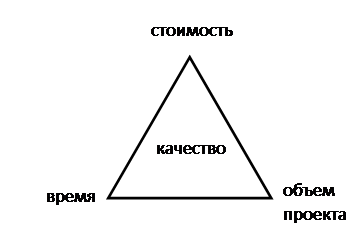 стоимость
качество
время
объем
проекта